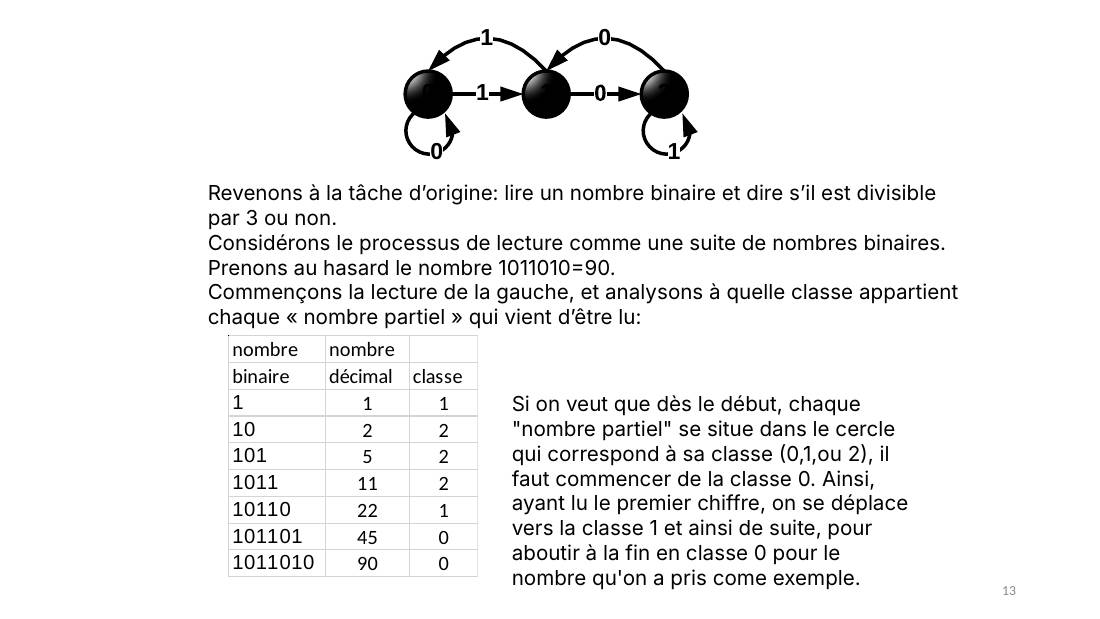 1 0
1 0
0 1
Revenons à la tâche d’origine: lire un nombre binaire et dire s’il est divisible
par 3 ou non.
Considérons le processus de lecture comme une suite de nombres binaires.
Prenons au hasard le nombre 1011010=90.
Commençons la lecture de la gauche, et analysons à quelle classe appartient
chaque « nombre partiel » qui vient d’être lu:
nombre nombre
binaire décimal classe
1 1 1
10 2 2
101 5 2
1011 11 2
10110 22 1
101101 45 0
1011010 90 0
Si on veut que dès le début, chaque
"nombre partiel" se situe dans le cercle
qui correspond à sa classe (0,1,ou 2), il
faut commencer de la classe 0. Ainsi,
ayant lu le premier chiffre, on se déplace
vers la classe 1 et ainsi de suite, pour
aboutir à la fin en classe 0 pour le
nombre qu'on a pris come exemple.
13